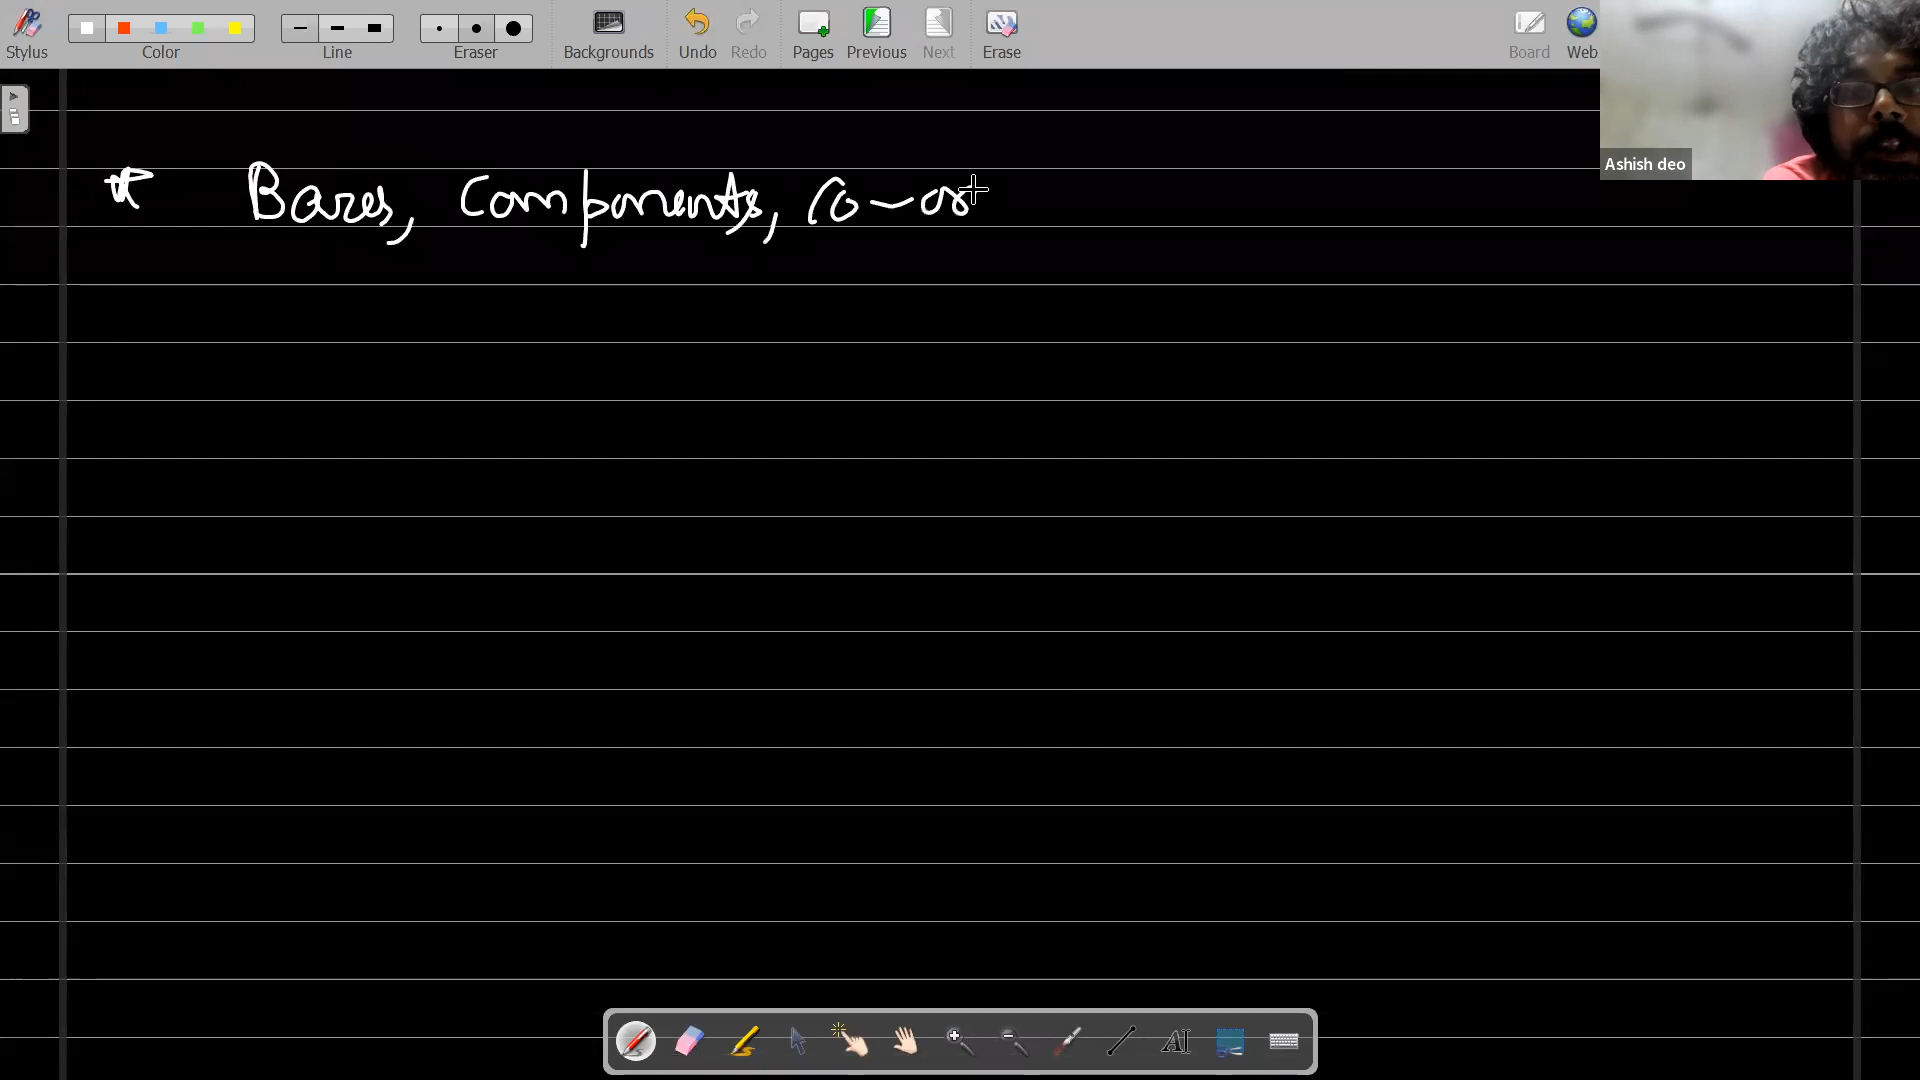 Stylus Color Line Eraser Backgrounds Undo Redo Pages Previous Next Erase Board Web
Ashish deo
* Bases, Components, Co-or
AI